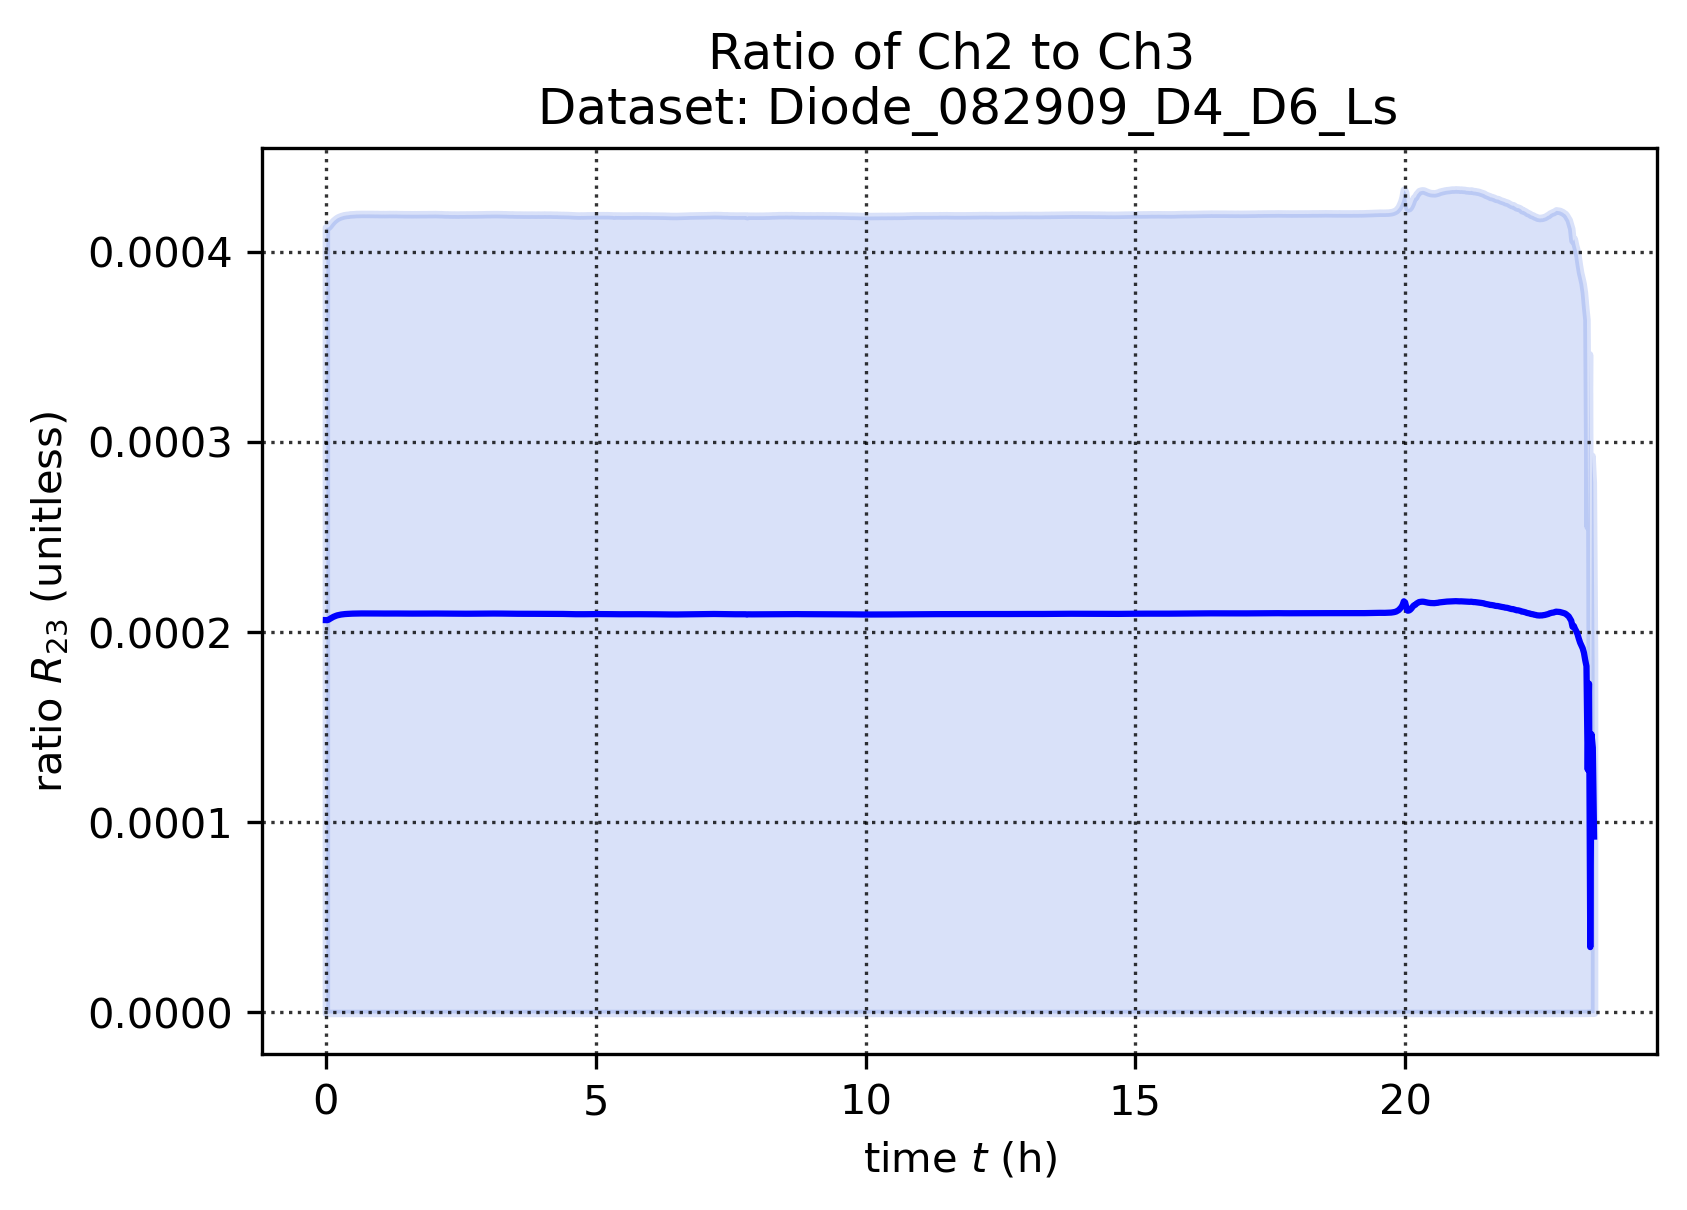 Ratio of Ch2 to Ch3
Dataset: Diode_082909_D4_D6_Ls
ratio R₂₃ (unitless)
0.0004
0.0003
0.0002
0.0001
0.0000
0 5 10 15 20
time t (h)